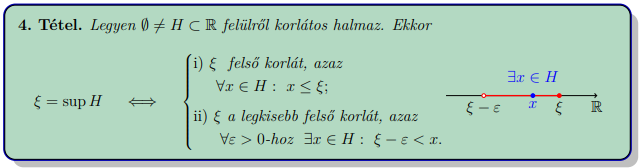 4. Tétel. Legyen ∅ ≠ H ⊂ ℝ felülről korlátos halmaz. Ekkor
ξ = sup H ⟺
i) ξ felső korlát, azaz
∀x ∈ H : x ≤ ξ;
ii) ξ a legkisebb felső korlát, azaz
∀ε > 0-hoz ∃x ∈ H : ξ − ε < x.
∃x ∈ H
ξ − ε x ξ ℝ